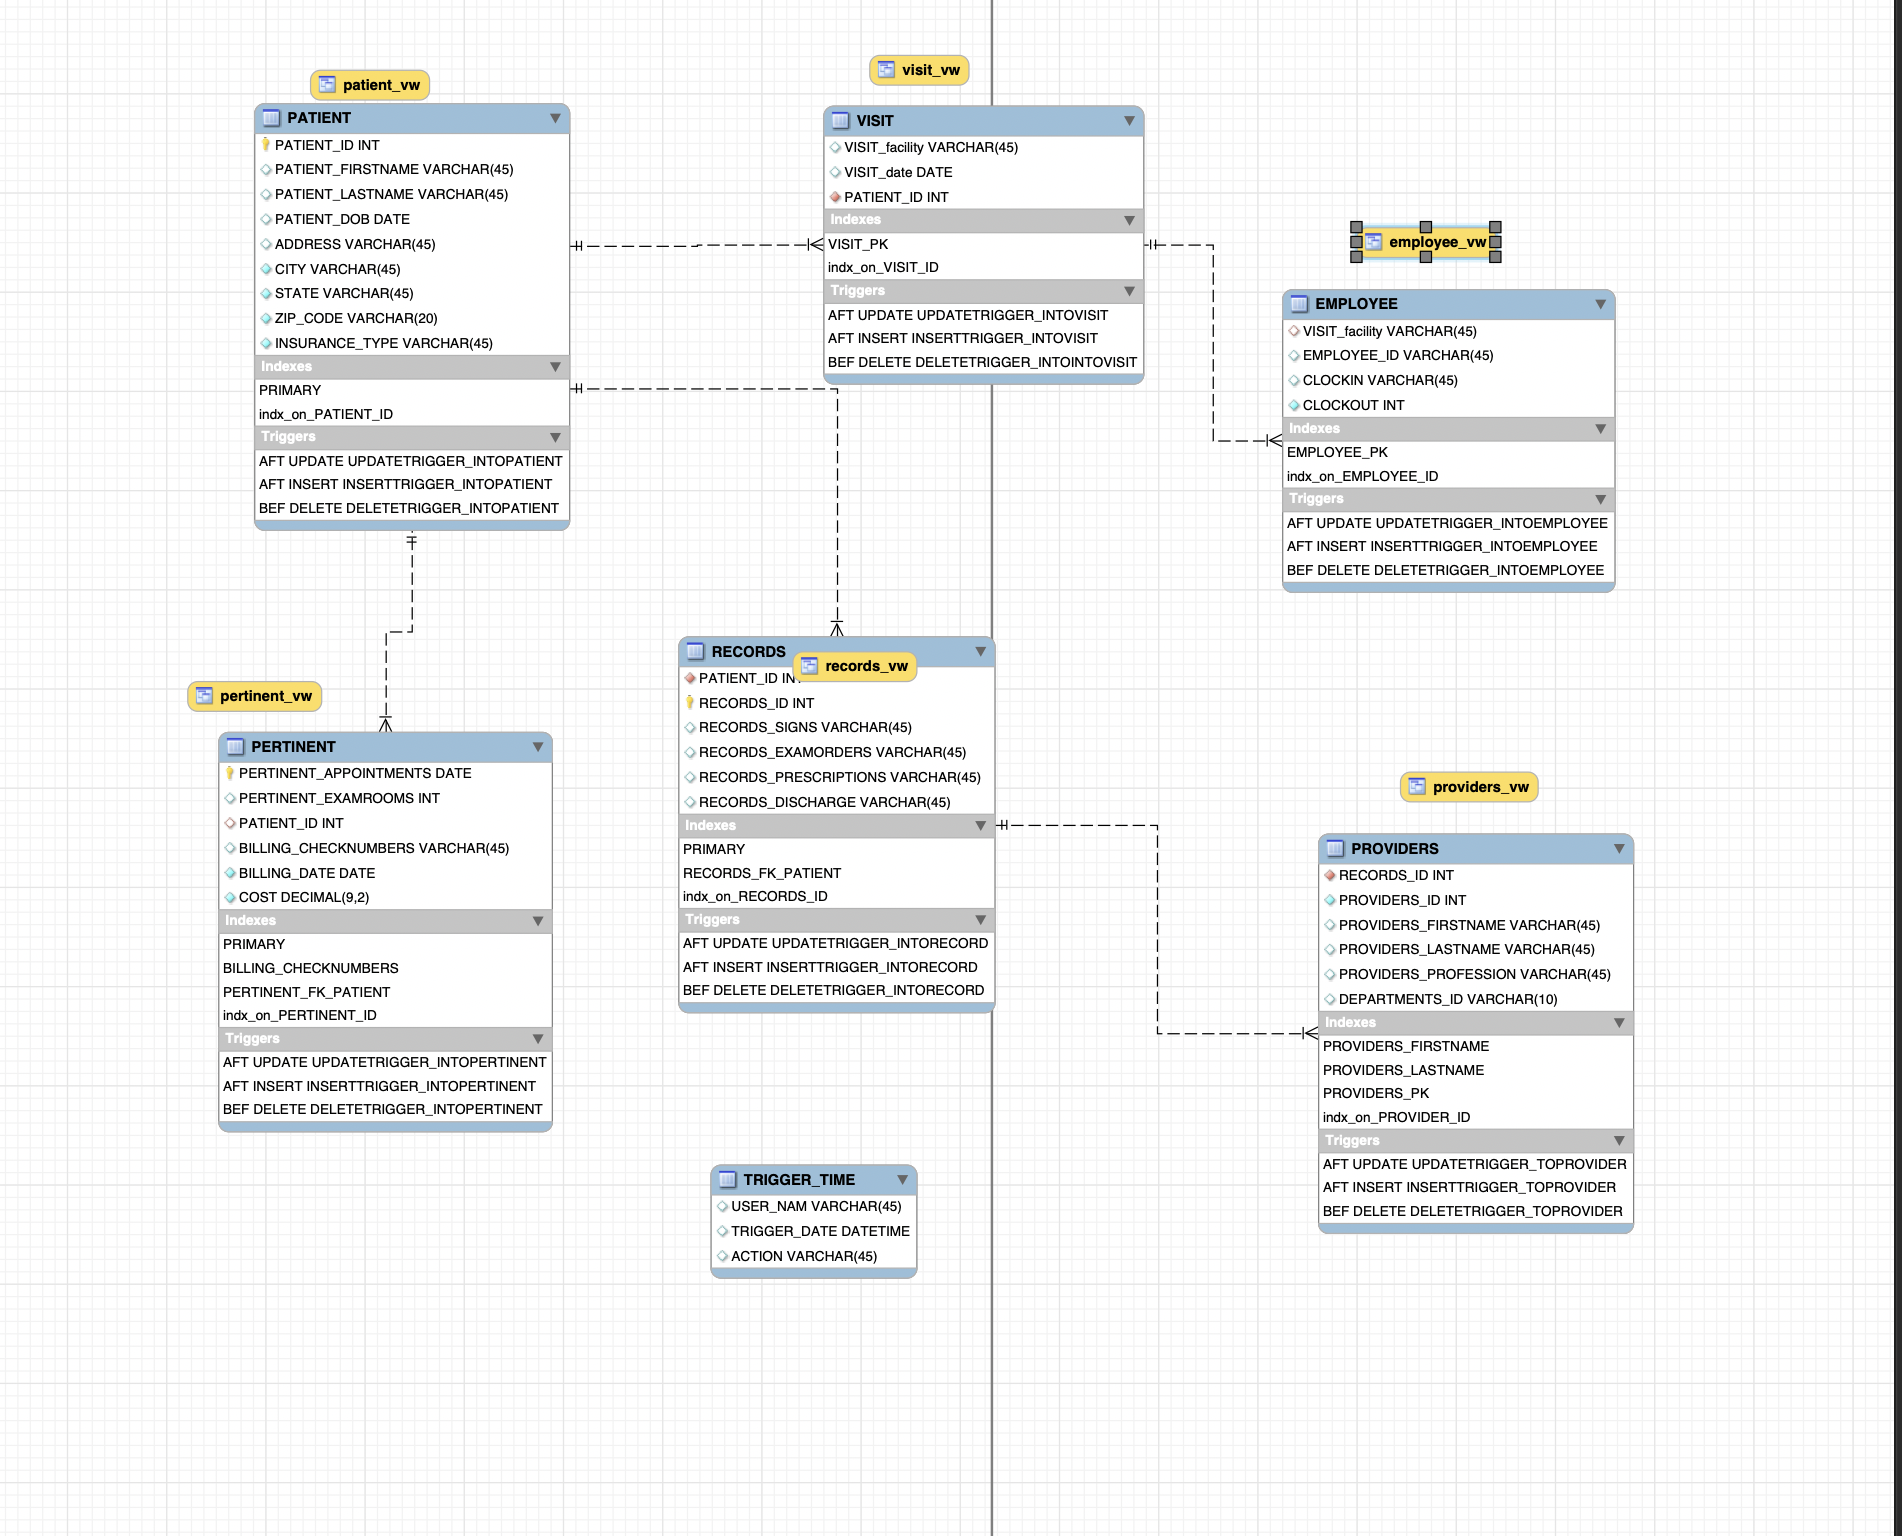 patient_vw
PATIENT
PATIENT_ID INT
PATIENT_FIRSTNAME VARCHAR(45)
PATIENT_LASTNAME VARCHAR(45)
PATIENT_DOB DATE
ADDRESS VARCHAR(45)
CITY VARCHAR(45)
STATE VARCHAR(45)
ZIP_CODE VARCHAR(20)
INSURANCE_TYPE VARCHAR(45)
Indexes
PRIMARY
indx_on_PATIENT_ID
Triggers
AFT UPDATE UPDATETRIGGER_INTOPATIENT
AFT INSERT INSERTTRIGGER_INTOPATIENT
BEF DELETE DELETETRIGGER_INTOPATIENT
visit_vw
VISIT
VISIT_facility VARCHAR(45)
VISIT_date DATE
PATIENT_ID INT
Indexes
VISIT_PK
indx_on_VISIT_ID
Triggers
AFT UPDATE UPDATETRIGGER_INTOVISIT
AFT INSERT INSERTTRIGGER_INTOVISIT
BEF DELETE DELETETRIGGER_INTOINTOVISIT
employee_vw
EMPLOYEE
VISIT_facility VARCHAR(45)
EMPLOYEE_ID VARCHAR(45)
CLOCKIN VARCHAR(45)
CLOCKOUT INT
Indexes
EMPLOYEE_PK
indx_on_EMPLOYEE_ID
Triggers
AFT UPDATE UPDATETRIGGER_INTOEMPLOYEE
AFT INSERT INSERTTRIGGER_INTOEMPLOYEE
BEF DELETE DELETETRIGGER_INTOEMPLOYEE
pertinent_vw
PERTINENT
PERTINENT_APPOINTMENTS DATE
PERTINENT_EXAMROOMS INT
PATIENT_ID INT
BILLING_CHECKNUMBERS VARCHAR(45)
BILLING_DATE DATE
COST DECIMAL(9,2)
Indexes
PRIMARY
BILLING_CHECKNUMBERS
PERTINENT_FK_PATIENT
indx_on_PERTINENT_ID
Triggers
AFT UPDATE UPDATETRIGGER_INTOPERTINENT
AFT INSERT INSERTTRIGGER_INTOPERTINENT
BEF DELETE DELETETRIGGER_INTOPERTINENT
RECORDS
records_vw
PATIENT_ID INT
RECORDS_ID INT
RECORDS_SIGNS VARCHAR(45)
RECORDS_EXAMORDERS VARCHAR(45)
RECORDS_PRESCRIPTIONS VARCHAR(45)
RECORDS_DISCHARGE VARCHAR(45)
Indexes
PRIMARY
RECORDS_FK_PATIENT
indx_on_RECORDS_ID
Triggers
AFT UPDATE UPDATETRIGGER_INTORECORD
AFT INSERT INSERTTRIGGER_INTORECORD
BEF DELETE DELETETRIGGER_INTORECORD
providers_vw
PROVIDERS
RECORDS_ID INT
PROVIDERS_ID INT
PROVIDERS_FIRSTNAME VARCHAR(45)
PROVIDERS_LASTNAME VARCHAR(45)
PROVIDERS_PROFESSION VARCHAR(45)
DEPARTMENTS_ID VARCHAR(10)
Indexes
PROVIDERS_FIRSTNAME
PROVIDERS_LASTNAME
PROVIDERS_PK
indx_on_PROVIDER_ID
Triggers
AFT UPDATE UPDATETRIGGER_TOPROVIDER
AFT INSERT INSERTTRIGGER_TOPROVIDER
BEF DELETE DELETETRIGGER_TOPROVIDER
TRIGGER_TIME
USER_NAM VARCHAR(45)
TRIGGER_DATE DATETIME
ACTION VARCHAR(45)